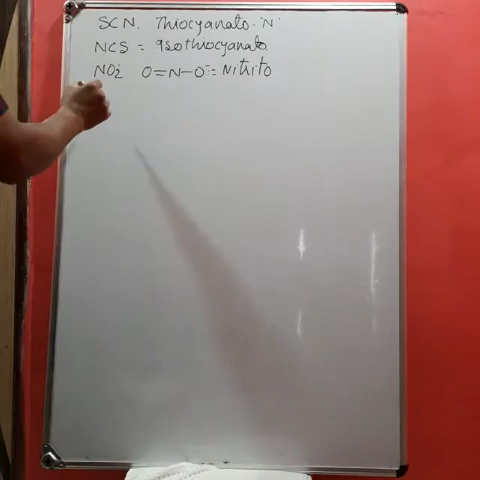 SCN. Thiocyanato-'N'
NCS = Isothiocyanato
NO₂⁻ O=N–O⁻ = Nitrito